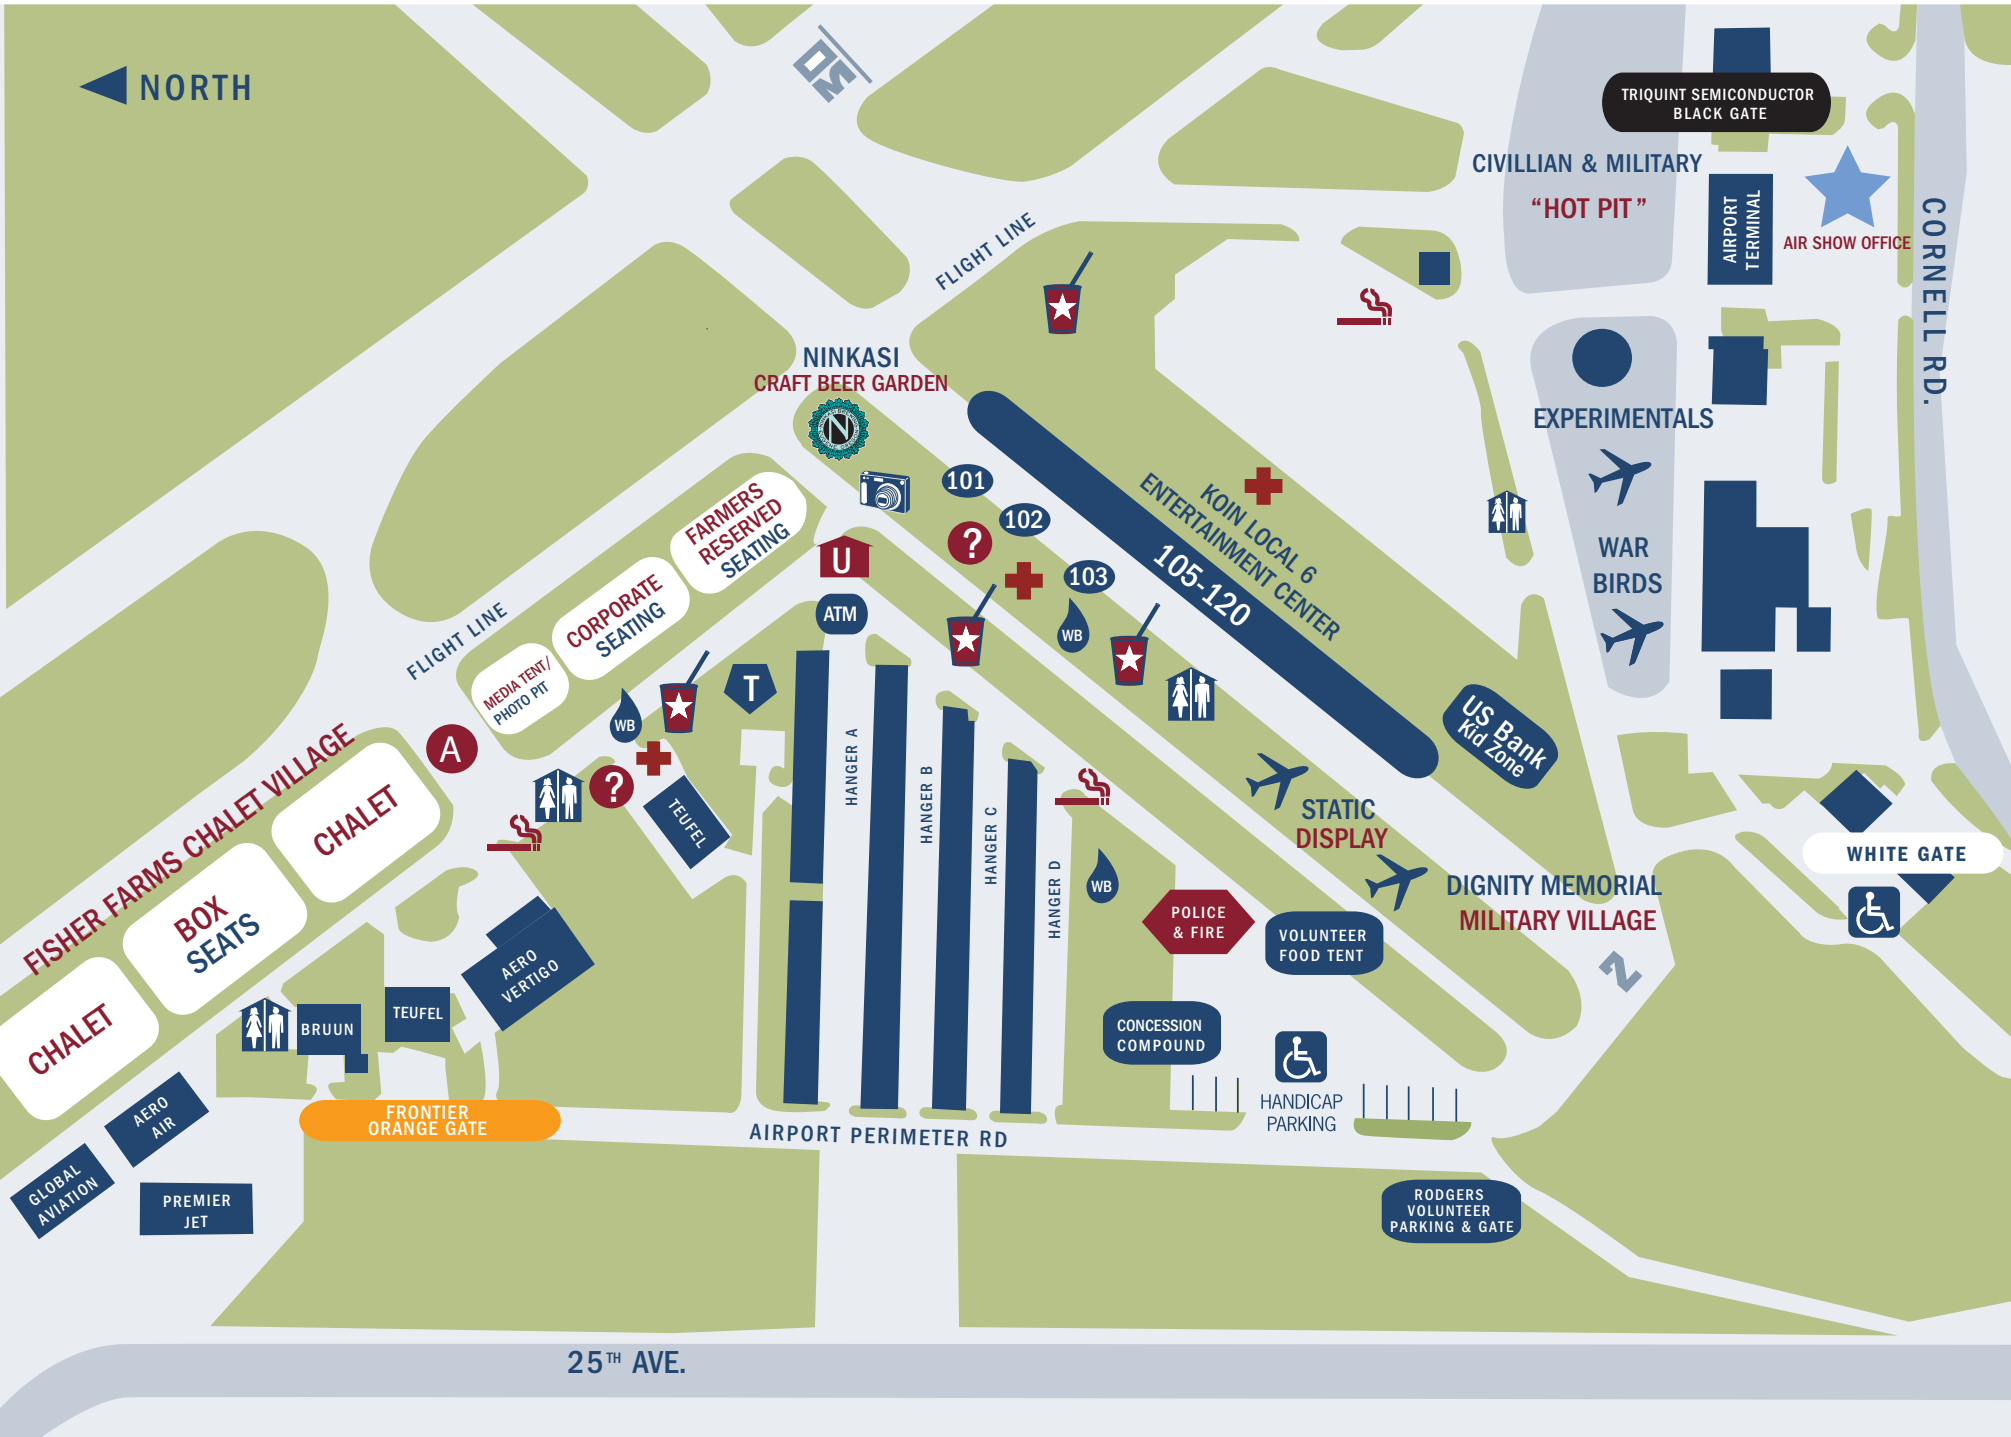 NORTH
20
TRIQUINT SEMICONDUCTOR
BLACK GATE
CIVILLIAN & MILITARY
“HOT PIT”
AIRPORT
TERMINAL
AIR SHOW OFFICE
CORNELL RD.
FLIGHT LINE
NINKASI
CRAFT BEER GARDEN
N
EXPERIMENTALS
101
102
103
KOIN LOCAL 6
ENTERTAINMENT CENTER
105-120
FARMERS
RESERVED
SEATING
CORPORATE
SEATING
MEDIA TENT/
PHOTO PIT
FLIGHT LINE
U
ATM
?
WB
WAR
BIRDS
T
WB
A
?
TEUFEL
US Bank
Kid Zone
FISHER FARMS CHALET VILLAGE
CHALET
BOX
SEATS
CHALET
HANGER A
HANGER B
HANGER C
HANGER D
STATIC
DISPLAY
WB
POLICE
& FIRE
VOLUNTEER
FOOD TENT
DIGNITY MEMORIAL
MILITARY VILLAGE
WHITE GATE
2
AERO
VERTIGO
BRUUN
TEUFEL
CONCESSION
COMPOUND
HANDICAP
PARKING
AERO
AIR
FRONTIER
ORANGE GATE
AIRPORT PERIMETER RD
GLOBAL
AVIATION
PREMIER
JET
RODGERS
VOLUNTEER
PARKING & GATE
25TH AVE.